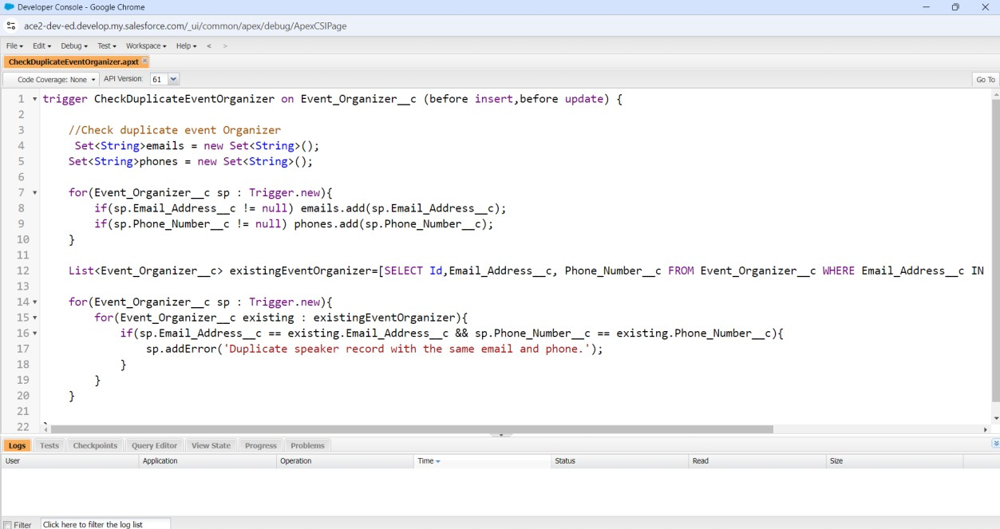 Developer Console - Google Chrome
ace2-dev-ed.develop.my.salesforce.com/_ui/common/apex/debug/ApexCSIPage
File Edit Debug Test Workspace Help < >
CheckDuplicateEventOrganizer.apxt
Code Coverage: None API Version: 61 Go To
1 trigger CheckDuplicateEventOrganizer on Event_Organizer__c (before insert,before update) {
2
3 //Check duplicate event Organizer
4 Set<String>emails = new Set<String>();
5 Set<String>phones = new Set<String>();
6
7 for(Event_Organizer__c sp : Trigger.new){
8 if(sp.Email_Address__c != null) emails.add(sp.Email_Address__c);
9 if(sp.Phone_Number__c != null) phones.add(sp.Phone_Number__c);
10 }
11
12 List<Event_Organizer__c> existingEventOrganizer=[SELECT Id,Email_Address__c, Phone_Number__c FROM Event_Organizer__c WHERE Email_Address__c IN
13
14 for(Event_Organizer__c sp : Trigger.new){
15 for(Event_Organizer__c existing : existingEventOrganizer){
16 if(sp.Email_Address__c == existing.Email_Address__c && sp.Phone_Number__c == existing.Phone_Number__c){
17 sp.addError('Duplicate speaker record with the same email and phone.');
18 }
19 }
20 }
21
22 }
Logs Tests Checkpoints Query Editor View State Progress Problems
User Application Operation Time Status Read Size
Filter Click here to filter the log list